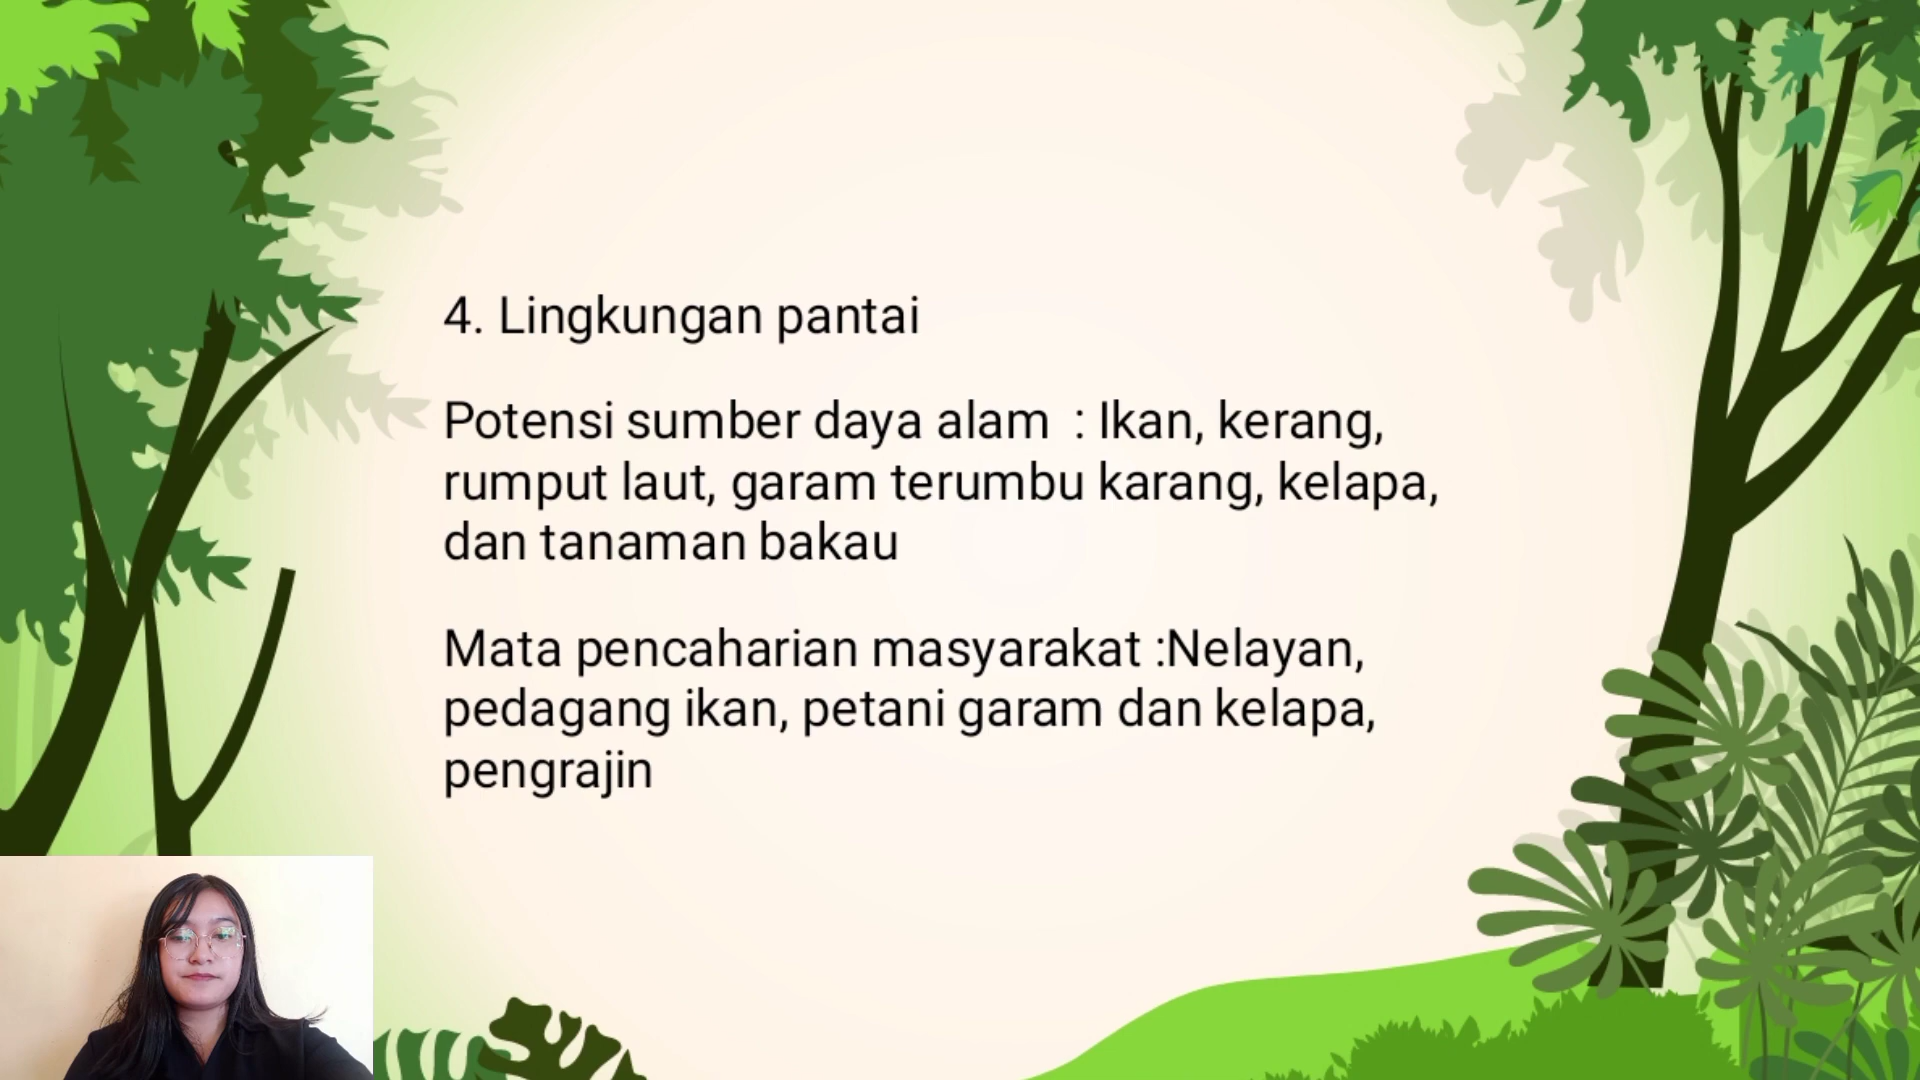 4. Lingkungan pantai
Potensi sumber daya alam  : Ikan, kerang,
rumput laut, garam terumbu karang, kelapa,
dan tanaman bakau
Mata pencaharian masyarakat :Nelayan,
pedagang ikan, petani garam dan kelapa,
pengrajin